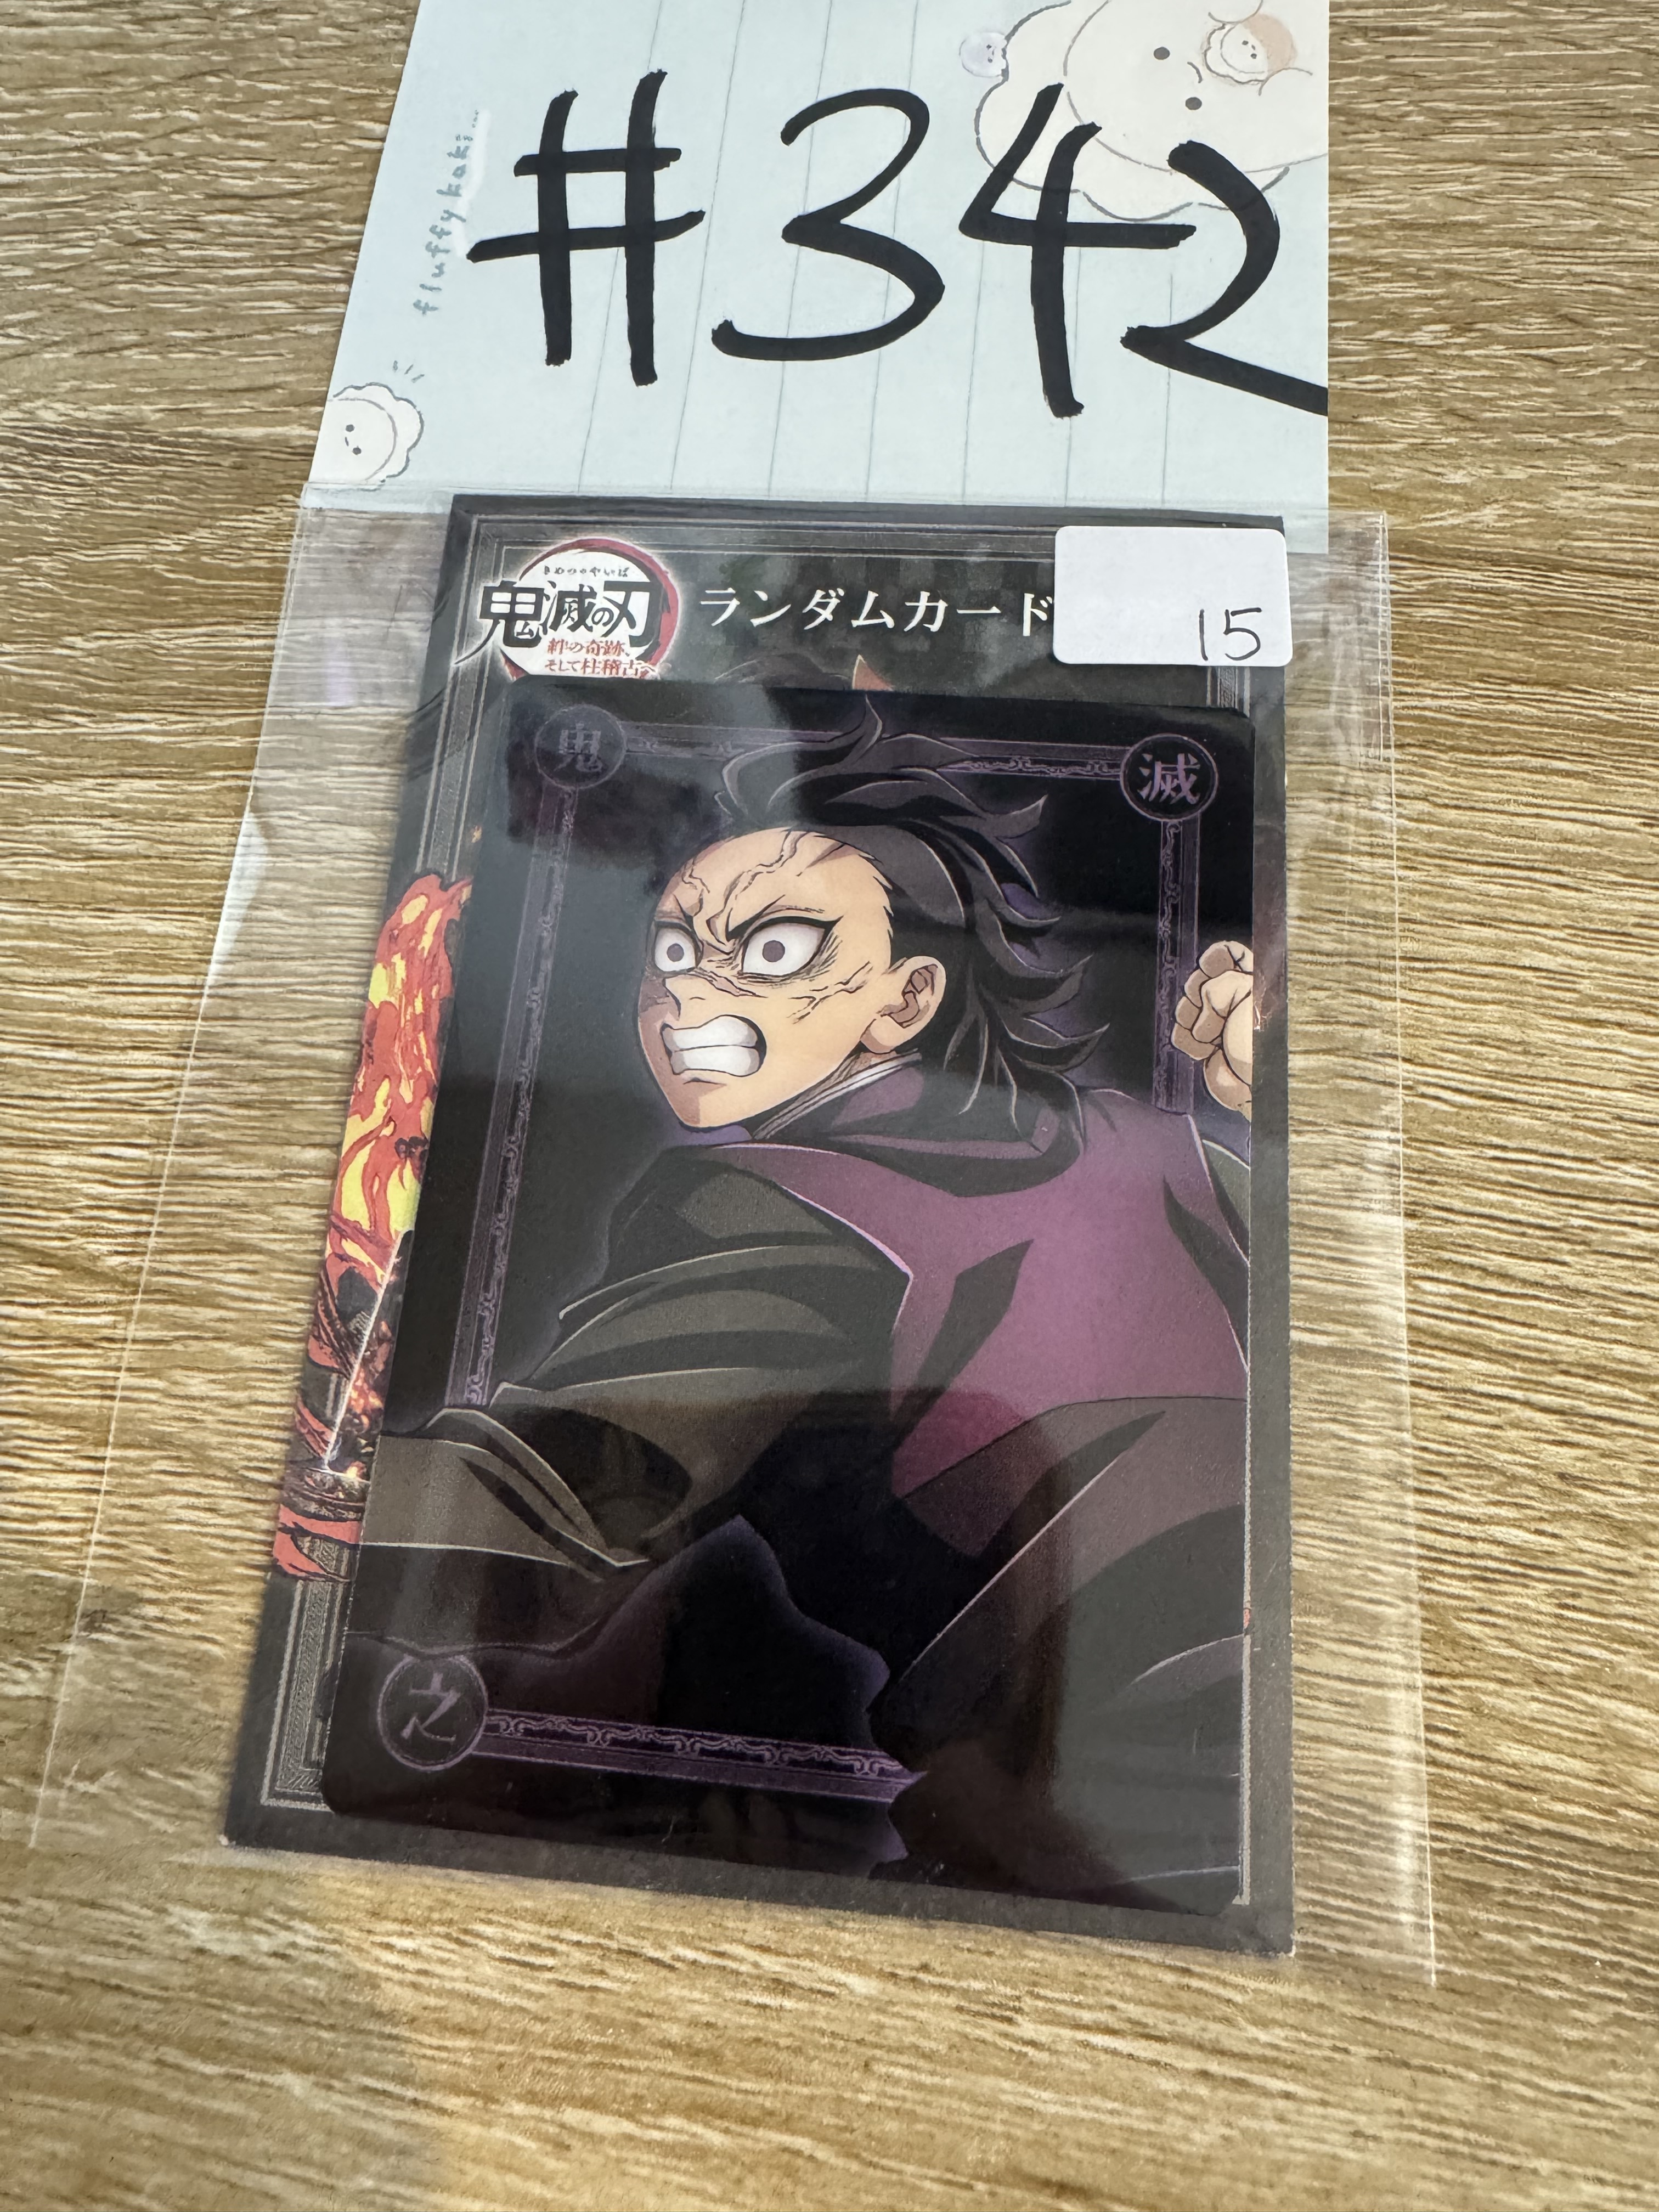 fluffykaki...
#342
きめつのやいば
鬼滅の刃
絆の奇跡、
そして柱稽古へ
ランダムカード
15
鬼
滅
之